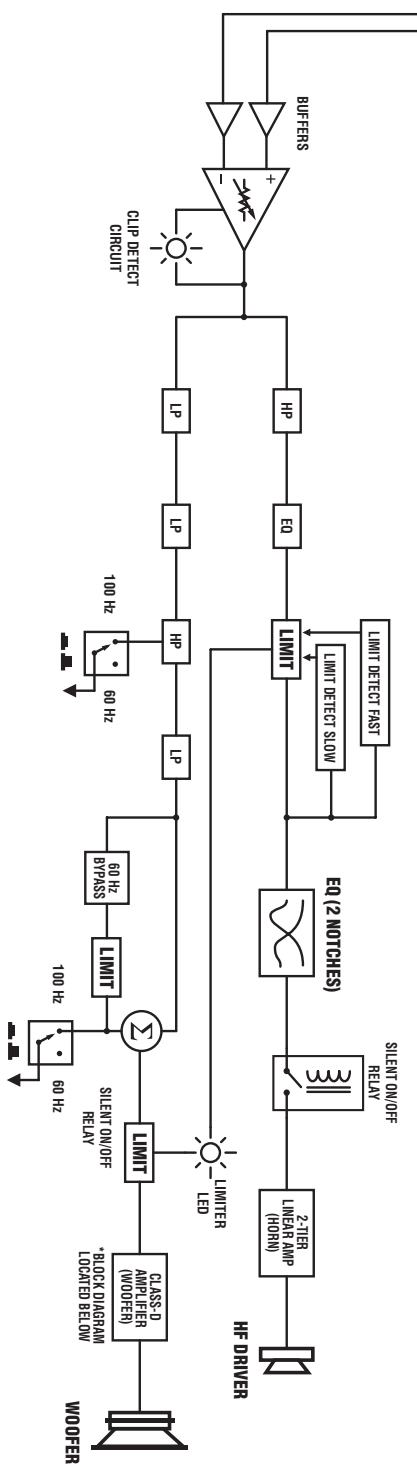 BUFFERS
+
−
CLIP DETECT
CIRCUIT
HP
EQ
LIMIT
LIMIT DETECT FAST
LIMIT DETECT SLOW
EQ (2 NOTCHES)
SILENT ON/OFF
RELAY
2-TIER
LINEAR AMP
(HORN)
HF DRIVER
LP
LP
HP
100 Hz
60 Hz
LP
60 Hz
BYPASS
LIMIT
100 Hz
60 Hz
Σ
LIMIT
SILENT ON/OFF
RELAY
LIMITER
LED
CLASS-D
AMPLIFIER
(WOOFER)
*BLOCK DIAGRAM
LOCATED BELOW
WOOFER